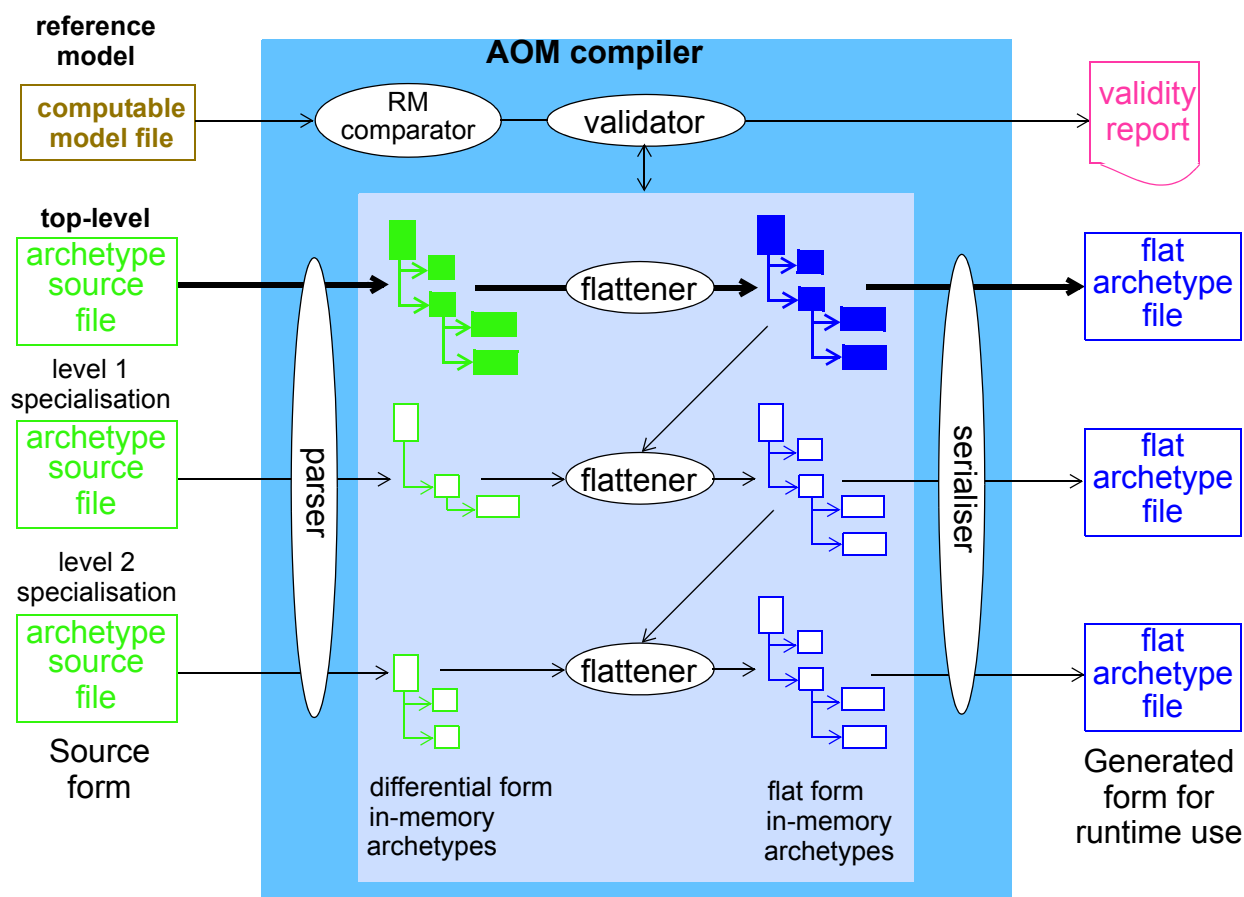 reference
model
AOM compiler
computable
model file
RM
comparator
validator
validity
report
top-level
archetype
source
file
flattener
flat
archetype
file
level 1
specialisation
archetype
source
file
parser
flattener
serialiser
flat
archetype
file
level 2
specialisation
archetype
source
file
flattener
flat
archetype
file
Source
form
differential form
in-memory
archetypes
flat form
in-memory
archetypes
Generated
form for
runtime use